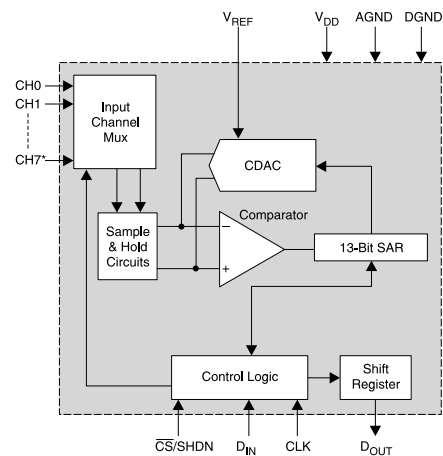 V_REF
V_DD
AGND
DGND
CH0
CH1
CH7*
Input
Channel
Mux
CDAC
Comparator
Sample
& Hold
Circuits
−
+
13-Bit SAR
Control Logic
Shift
Register
C̅S̅/SHDN
D_IN
CLK
D_OUT